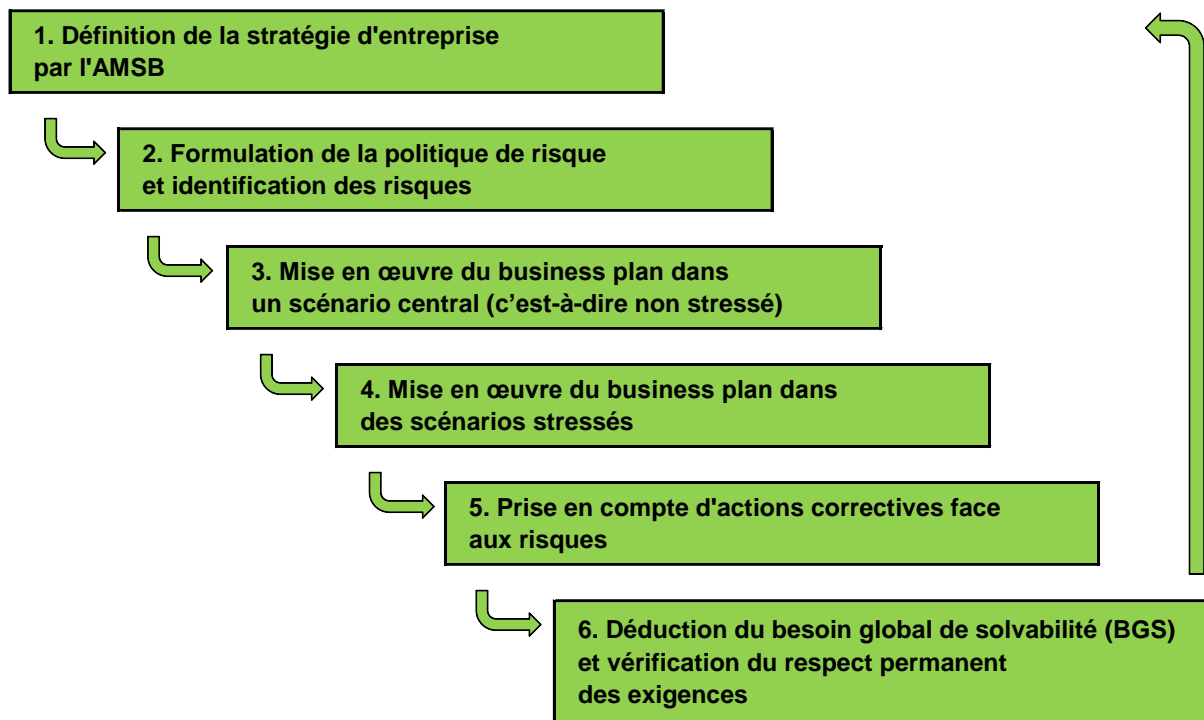 1. Définition de la stratégie d'entreprise
par l'AMSB
2. Formulation de la politique de risque
et identification des risques
3. Mise en œuvre du business plan dans
un scénario central (c’est-à-dire non stressé)
4. Mise en œuvre du business plan dans
des scénarios stressés
5. Prise en compte d'actions correctives face
aux risques
6. Déduction du besoin global de solvabilité (BGS)
et vérification du respect permanent
des exigences